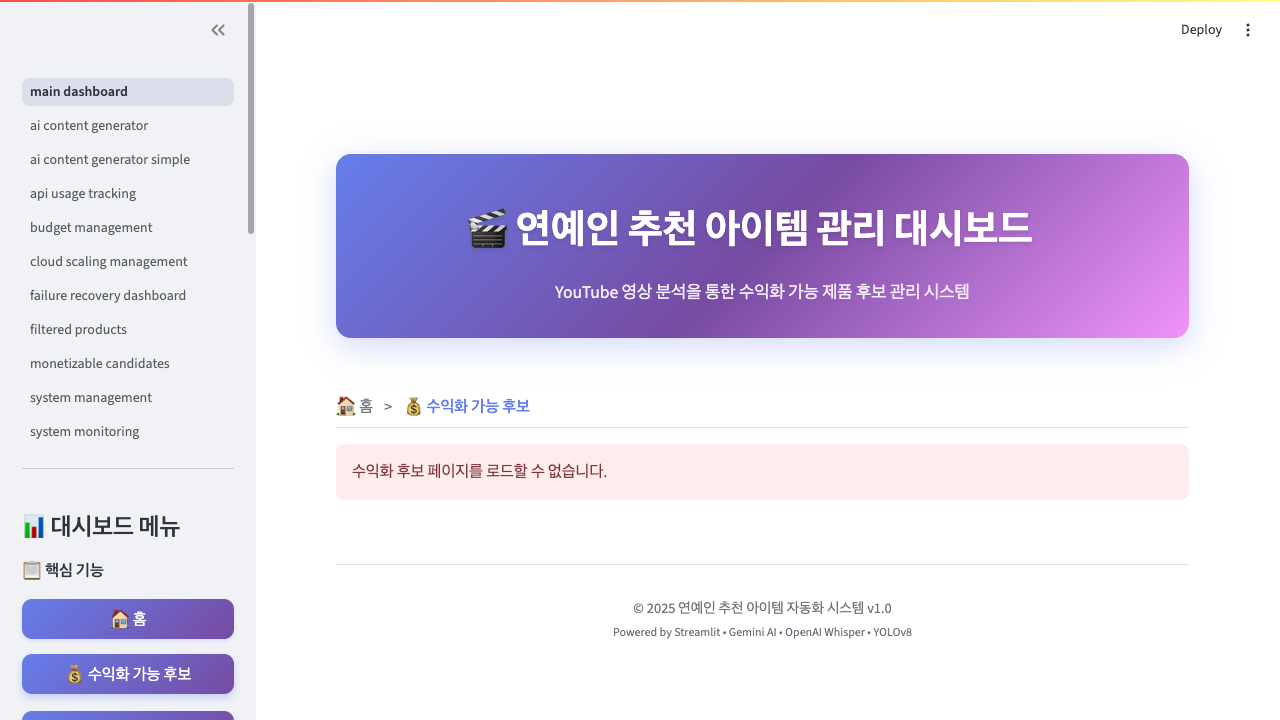 Deploy
main dashboard
ai content generator
ai content generator simple
api usage tracking
budget management
cloud scaling management
failure recovery dashboard
filtered products
monetizable candidates
system management
system monitoring
📊 대시보드 메뉴
📋 핵심 기능
🏠 홈
💰 수익화 가능 후보
🎬 연예인 추천 아이템 관리 대시보드
YouTube 영상 분석을 통한 수익화 가능 제품 후보 관리 시스템
🏠 홈 > 💰 수익화 가능 후보
수익화 후보 페이지를 로드할 수 없습니다.
© 2025 연예인 추천 아이템 자동화 시스템 v1.0
Powered by Streamlit • Gemini AI • OpenAI Whisper • YOLOv8